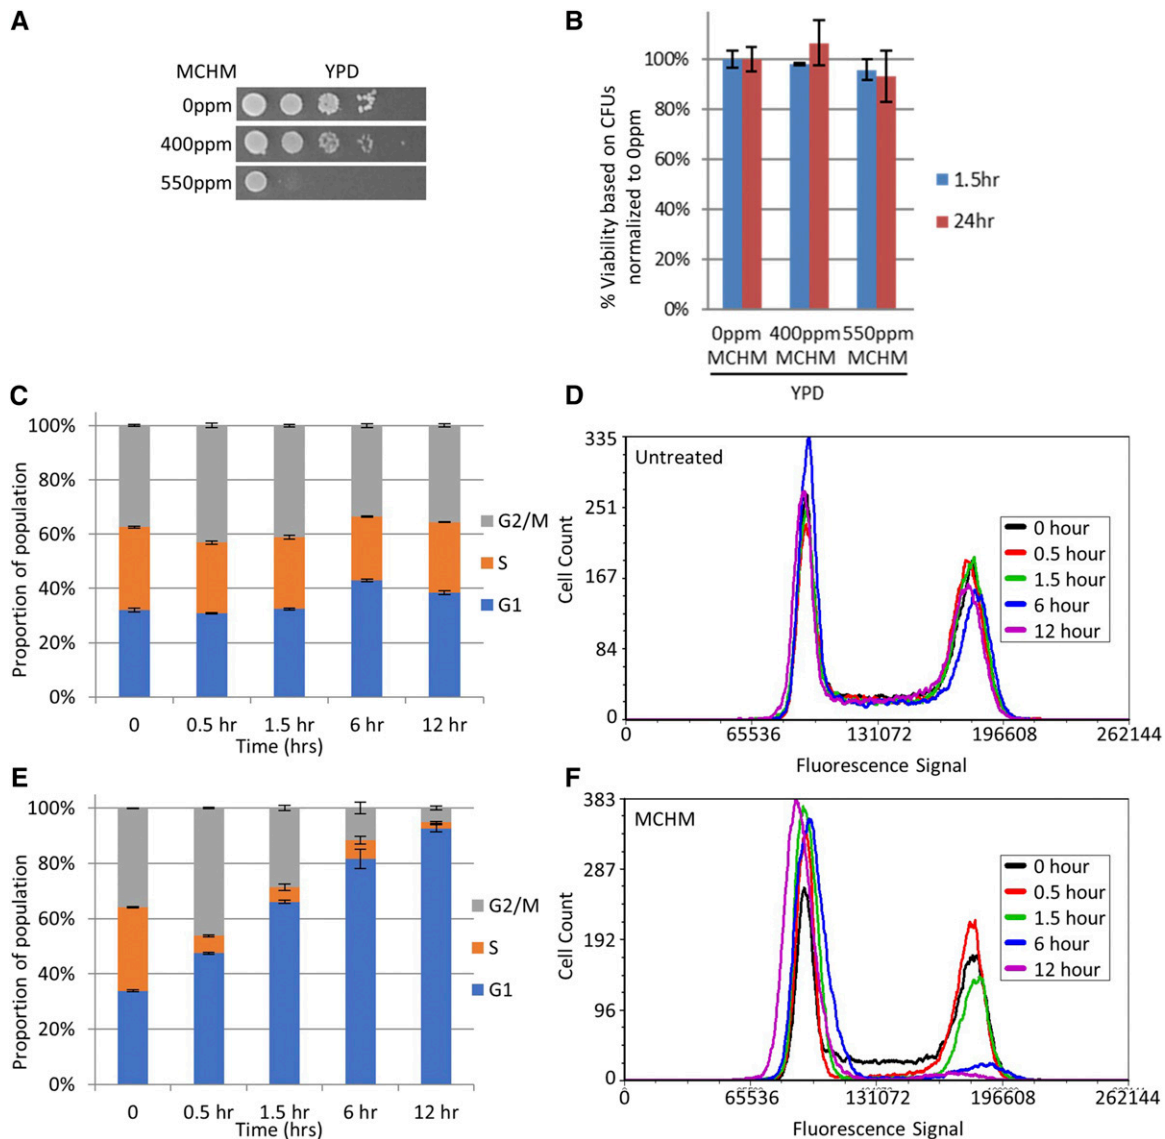 A
MCHM YPD
0ppm
400ppm
550ppm
B
% Viability based on CFUs
normalized to 0ppm
100%
80%
60%
40%
20%
0%
1.5hr
24hr
0ppm 400ppm 550ppm
MCHM MCHM MCHM
YPD
C
Proportion of population
100%
80%
60%
40%
20%
0%
G2/M
S
G1
0 0.5 hr 1.5 hr 6 hr 12 hr
Time (hrs)
D
Cell Count
335
251
167
84
0
Untreated
0 hour
0.5 hour
1.5 hour
6 hour
12 hour
0 65536 131072 196608 262144
Fluorescence Signal
E
Proportion of population
100%
80%
60%
40%
20%
0%
G2/M
S
G1
0 0.5 hr 1.5 hr 6 hr 12 hr
Time (hrs)
F
Cell Count
383
287
192
96
0
MCHM
0 hour
0.5 hour
1.5 hour
6 hour
12 hour
0 65536 131072 196608 262144
Fluorescence Signal